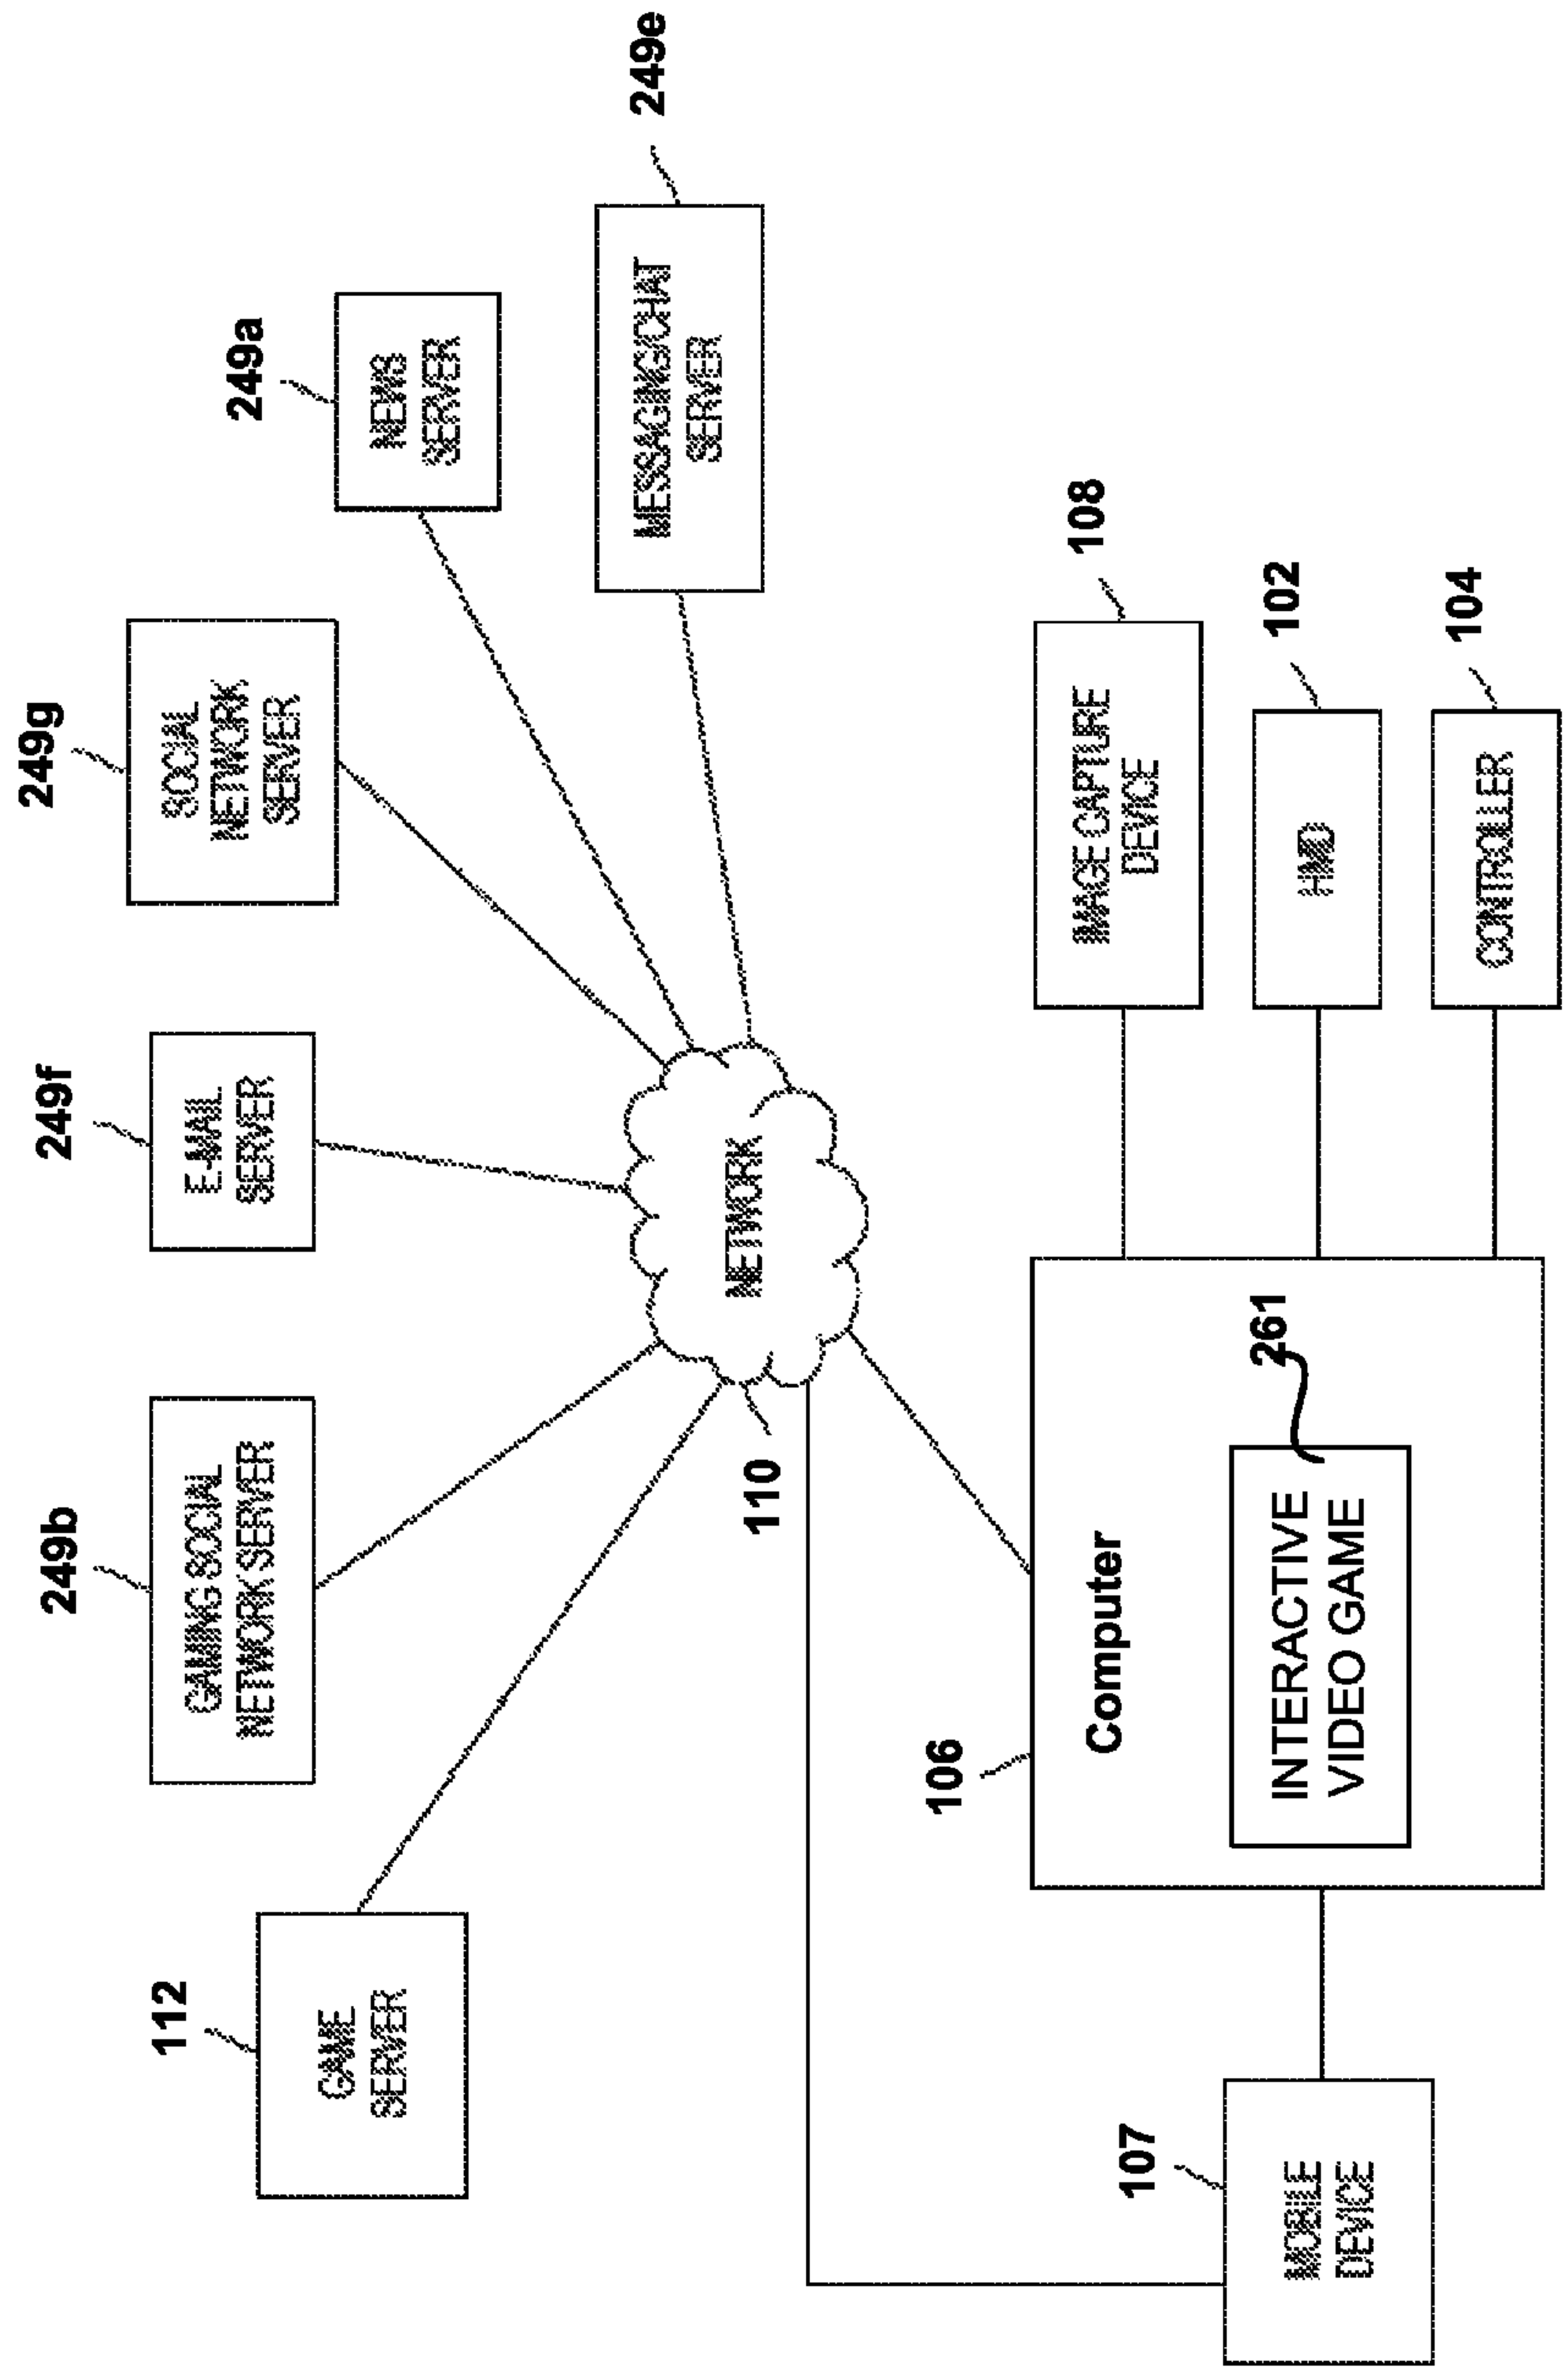 112
GAME
SERVER
249b
GAMING SOCIAL
NETWORK SERVER
249f
E-MAIL
SERVER
249g
SOCIAL
NETWORK
SERVER
249a
NEWS
SERVER
249e
MESSAGING/CHAT
SERVER
110
NETWORK
107
MOBILE
DEVICE
106
Computer
261
INTERACTIVE
VIDEO GAME
108
IMAGE CAPTURE
DEVICE
102
HMD
104
CONTROLLER